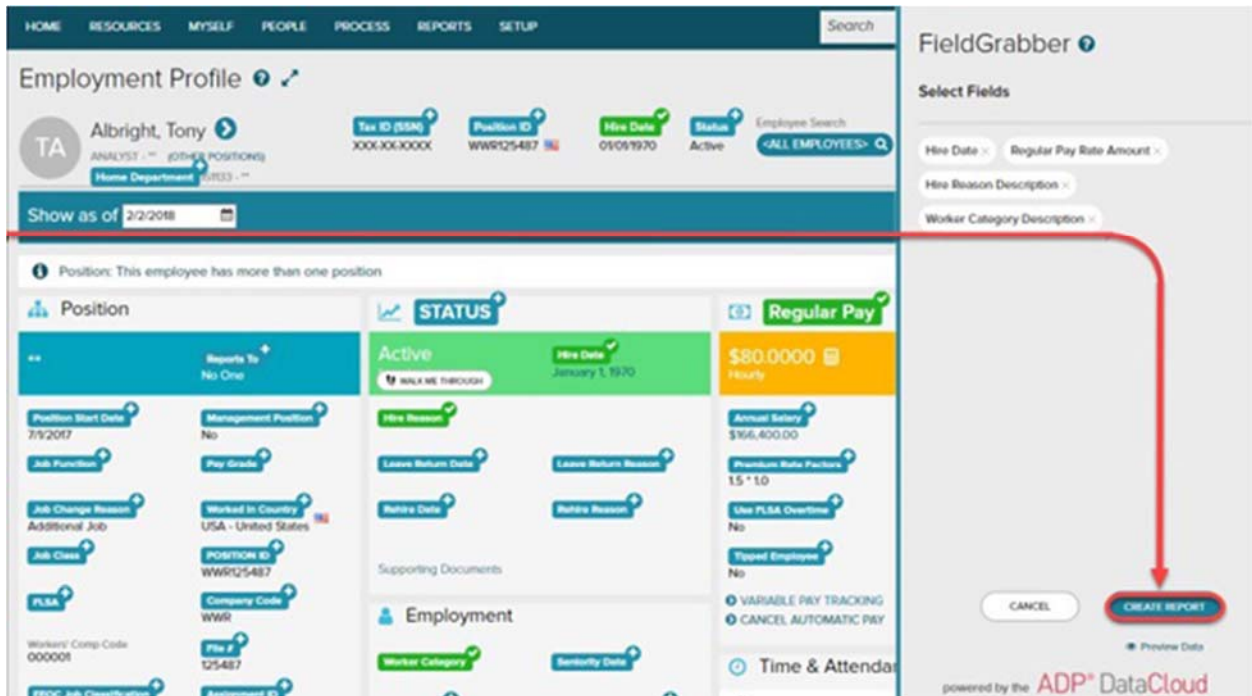 HOME RESOURCES MYSELF PEOPLE PROCESS REPORTS SETUP Search
Employment Profile
TA
Albright, Tony
ANALYST - ** (OTHER POSITIONS)
Home Department
Tax ID (SSN) Position ID Hire Date Status Employee Search
XXX-XX-XXXX WWR125487 01/01/1970 Active <ALL EMPLOYEES>
Show as of 2/2/2018
Position: This employee has more than one position
Position
** Reports To
No One
Position Start Date Management Position
7/1/2017 No
Job Function Pay Grade
Job Change Reason Worked In Country
Additional Job USA - United States
Job Class POSITION ID
WWR125487
FLSA Company Code
WWR
Workers' Comp Code File #
000001 125487
EEOC Job Classification Assignment ID
STATUS
Active Hire Date
WALK ME THROUGH January 1, 1970
Hire Reason
Leave Return Date Leave Return Reason
Rehire Date Rehire Reason
Supporting Documents
Employment
Worker Category Seniority Date
Regular Pay
$80.0000
Hourly
Annual Salary
$166,400.00
Premium Rate Factors
1.5 * 1.0
Use FLSA Overtime
No
Tipped Employee
No
VARIABLE PAY TRACKING
CANCEL AUTOMATIC PAY
Time & Attendan
FieldGrabber
Select Fields
Hire Date × Regular Pay Rate Amount ×
Hire Reason Description ×
Worker Category Description ×
CANCEL CREATE REPORT
Preview Data
powered by the ADP® DataCloud